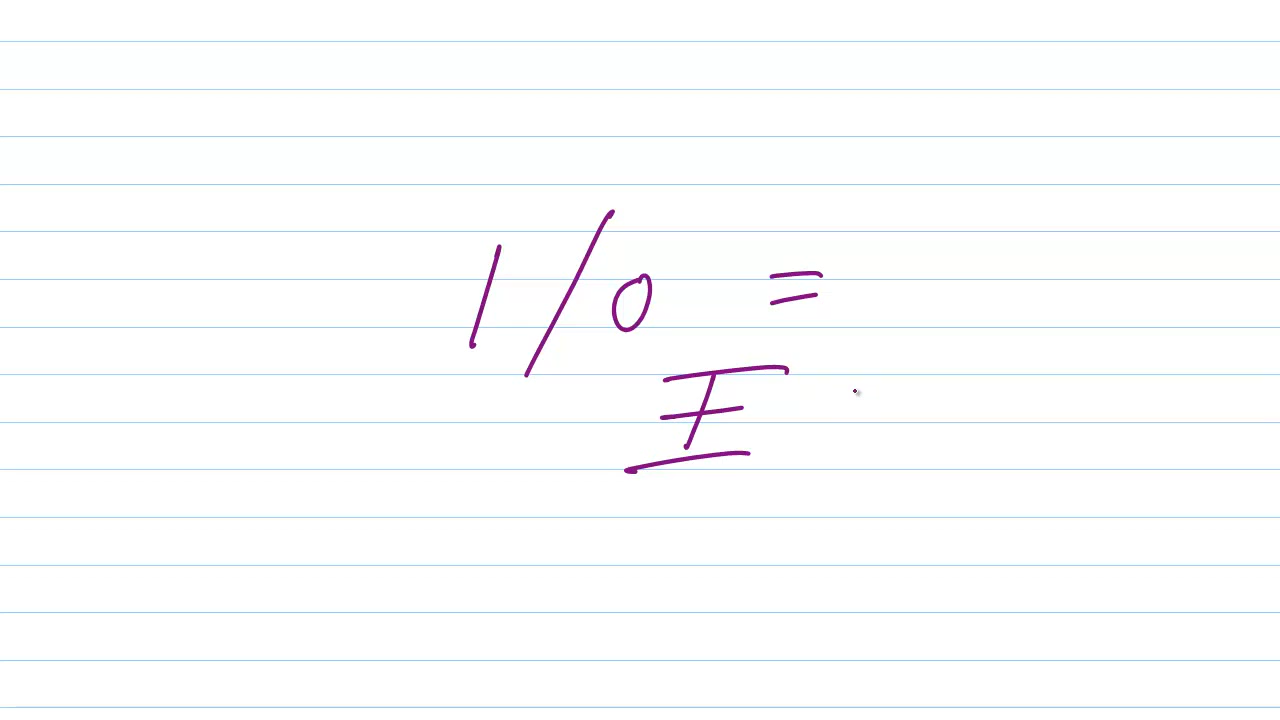 1/0 =